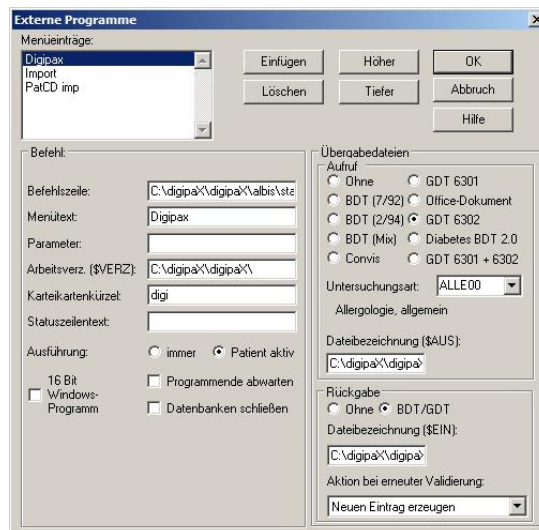 Externe Programme
Menüeinträge:
Digipax
Import
PatCD imp
Einfügen
Höher
OK
Löschen
Tiefer
Abbruch
Hilfe
Befehl:
Befehlszeile: C:\digipaX\digipaX\albis\sta
Menütext: Digipax
Parameter:
Arbeitsverz. ($VERZ): C:\digipaX\digipaX\
Karteikartenkürzel: digi
Statuszeilentext:
Ausführung: immer Patient aktiv
16 Bit
Windows-
Programm
Programmende abwarten
Datenbanken schließen
Übergabedateien
Aufruf
Ohne GDT 6301
BDT (7/92) Office-Dokument
BDT (2/94) GDT 6302
BDT (Mix) Diabetes BDT 2.0
Convis GDT 6301 + 6302
Untersuchungsart: ALLE00
Allergologie, allgemein
Dateibezeichnung ($AUS):
C:\digipaX\digipa
Rückgabe
Ohne BDT/GDT
Dateibezeichnung ($EIN):
C:\digipaX\digipa
Aktion bei erneuter Validierung:
Neuen Eintrag erzeugen